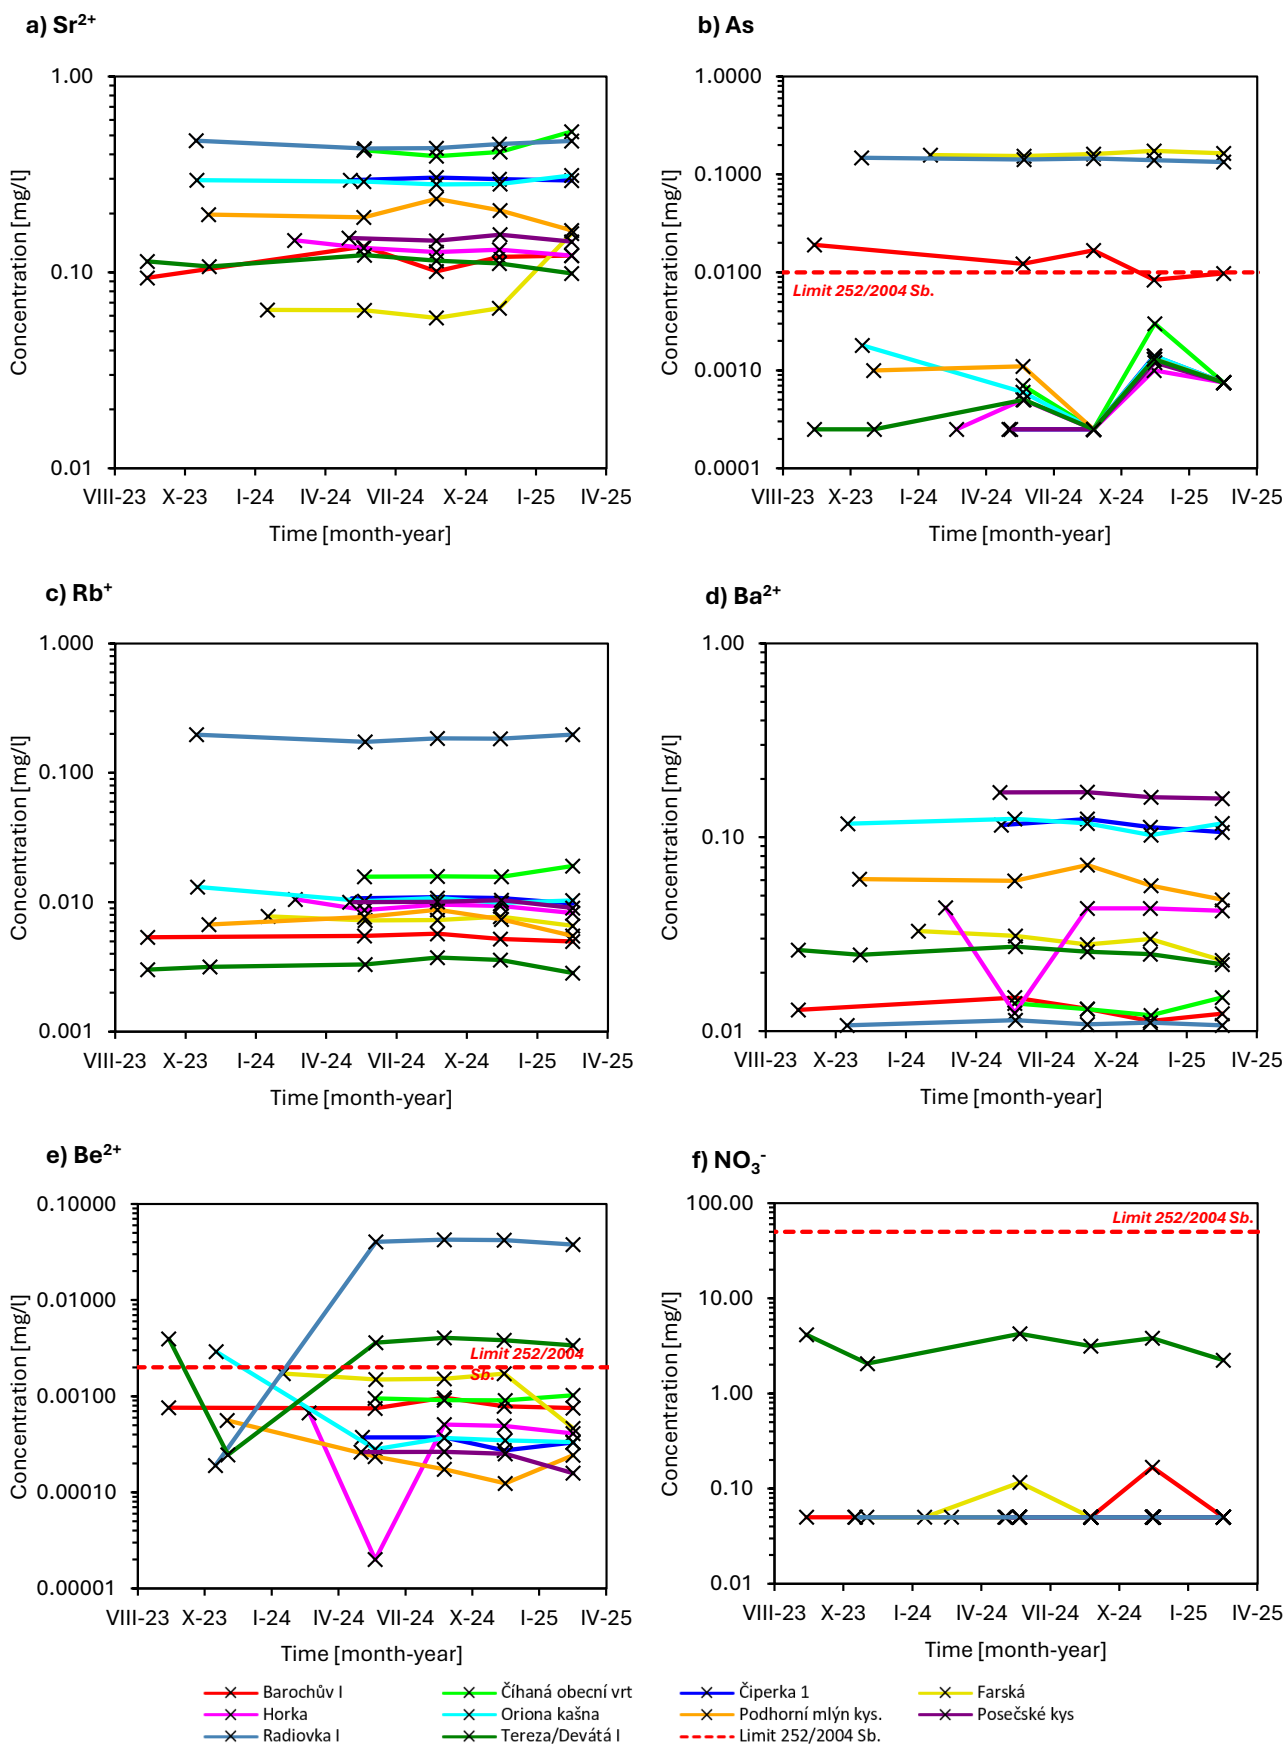 a) Sr²⁺
1.00
0.10
0.01
Concentration [mg/l]
VIII-23 X-23 I-24 IV-24 VII-24 X-24 I-25 IV-25
Time [month-year]
b) As
1.0000
0.1000
0.0100
0.0010
0.0001
Concentration [mg/l]
Limit 252/2004 Sb.
VIII-23 X-23 I-24 IV-24 VII-24 X-24 I-25 IV-25
Time [month-year]
c) Rb⁺
1.000
0.100
0.010
0.001
Concentration [mg/l]
VIII-23 X-23 I-24 IV-24 VII-24 X-24 I-25 IV-25
Time [month-year]
d) Ba²⁺
1.00
0.10
0.01
Concentration [mg/l]
VIII-23 X-23 I-24 IV-24 VII-24 X-24 I-25 IV-25
Time [month-year]
e) Be²⁺
0.10000
0.01000
0.00100
0.00010
0.00001
Concentration [mg/l]
Limit 252/2004
Sb.
VIII-23 X-23 I-24 IV-24 VII-24 X-24 I-25 IV-25
Time [month-year]
f) NO₃⁻
100.00
10.00
1.00
0.10
0.01
Concentration [mg/l]
Limit 252/2004 Sb.
VIII-23 X-23 I-24 IV-24 VII-24 X-24 I-25 IV-25
Time [month-year]
Barochův I Číhaná obecní vrt Čiperka 1 Farská
Horka Oriona kašna Podhorní mlýn kys. Posečské kys
Radiovka I Tereza/Devátá I Limit 252/2004 Sb.